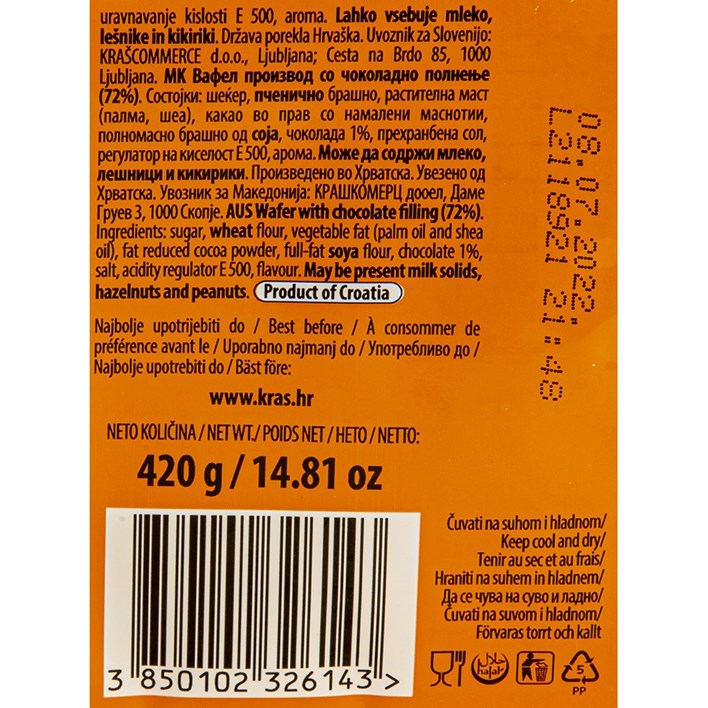 uravnavanje kislosti E 500, aroma. Lahko vsebuje mleko,
lešnike in kikiriki. Država porekla Hrvaška. Uvoznik za Slovenijo:
KRAŠCOMMERCE d.o.o., Ljubljana; Cesta na Brdo 85, 1000
Ljubljana. МК Вафел производ со чоколадно полнење
(72%). Состојки: шеќер, пченично брашно, растителна маст
(палма, шеа), какао во прав со намалени маснотии,
полномасно брашно од соја, чоколада 1%, прехранбена сол,
регулатор на киселост Е 500, арома. Може да содржи млеко,
лешници и кикирики. Произведено во Хрватска. Увезено од
Хрватска. Увозник за Македонија: КРАШКОМЕРЦ дооел, Даме
Груев 3, 1000 Скопје. AUS Wafer with chocolate filling (72%).
Ingredients: sugar, wheat flour, vegetable fat (palm oil and shea
oil), fat reduced cocoa powder, full-fat soya flour, chocolate 1%,
salt, acidity regulator E 500, flavour. May be present milk solids,
hazelnuts and peanuts. Product of Croatia
Najbolje upotrijebiti do / Best before / À consommer de
préférence avant le / Uporabno najmanj do / Употребливо до /
Najbolje upotrebiti do / Bäst före:
www.kras.hr
NETO KOLIČINA / NET WT./ POIDS NET / НЕТО / NETTO:
420 g / 14.81 oz
08.07.2022.
L3118921 21:48
3 850102 326143 >
Čuvati na suhom i hladnom/
Keep cool and dry/
Tenir au sec et au frais/
Hraniti na suhem in hladnem/
Да се чува на суво и ладно/
Čuvati na suvom i hladnom/
Förvaras torrt och kallt
حلال
halal
5
PP